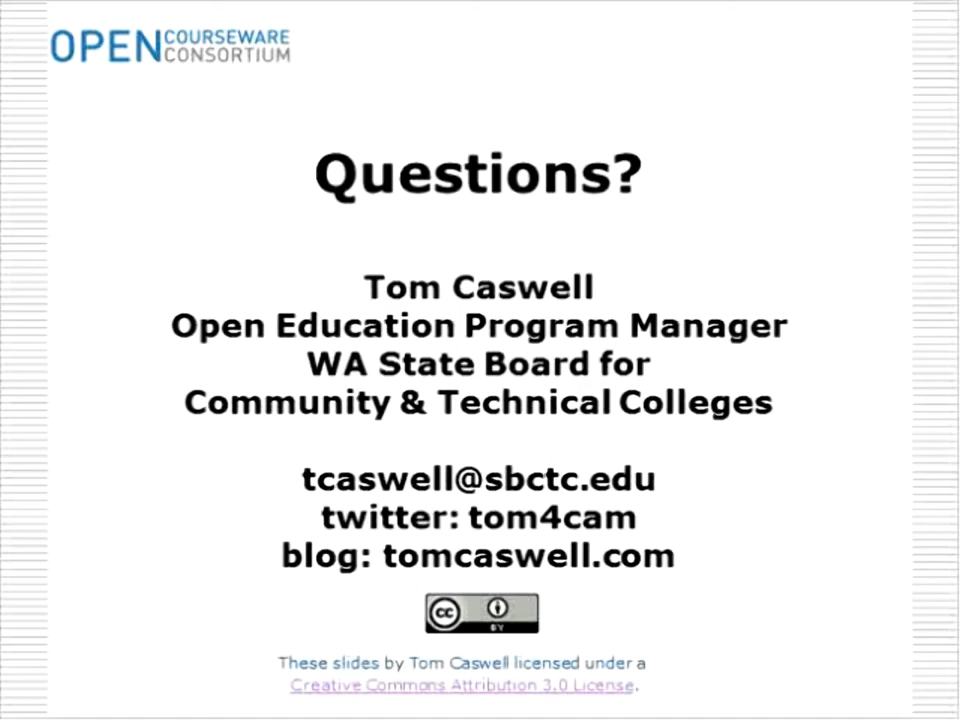 OPEN COURSEWARE CONSORTIUM
Questions?
Tom Caswell
Open Education Program Manager
WA State Board for
Community & Technical Colleges
tcaswell@sbctc.edu
twitter: tom4cam
blog: tomcaswell.com
cc
BY
These slides by Tom Caswell licensed under a
Creative Commons Attribution 3.0 License.